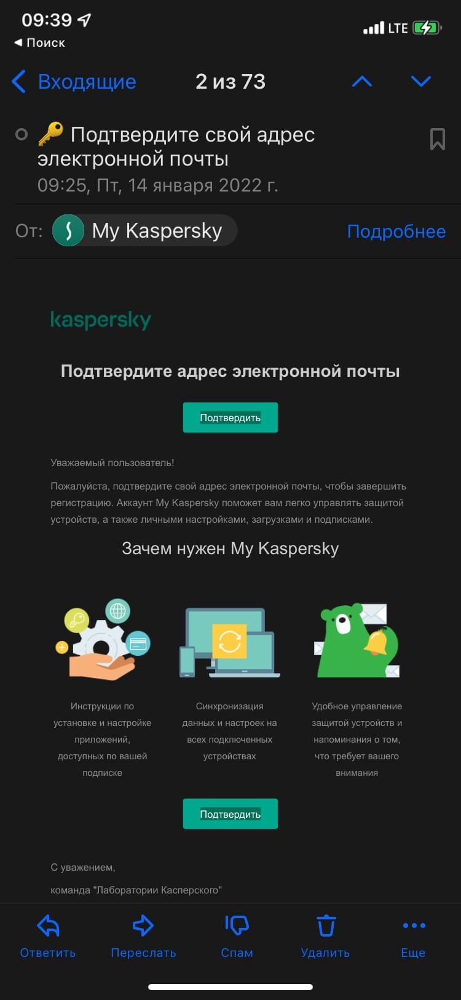 09:39
LTE
Поиск
Входящие
2 из 73
Подтвердите свой адрес
электронной почты
09:25, Пт, 14 января 2022 г.
От:
My Kaspersky
Подробнее
kaspersky
Подтвердите адрес электронной почты
Подтвердить
Уважаемый пользователь!
Пожалуйста, подтвердите свой адрес электронной почты, чтобы завершить
регистрацию. Аккаунт My Kaspersky поможет вам легко управлять защитой
устройств, а также личными настройками, загрузками и подписками.
Зачем нужен My Kaspersky
Инструкции по
установке и настройке
приложений,
доступных по вашей
подписке
Синхронизация
данных и настроек на
всех подключенных
устройствах
Удобное управление
защитой устройств и
напоминания о том,
что требует вашего
внимания
Подтвердить
С уважением,
команда "Лаборатории Касперского"
Ответить
Переслать
Спам
Удалить
Еще